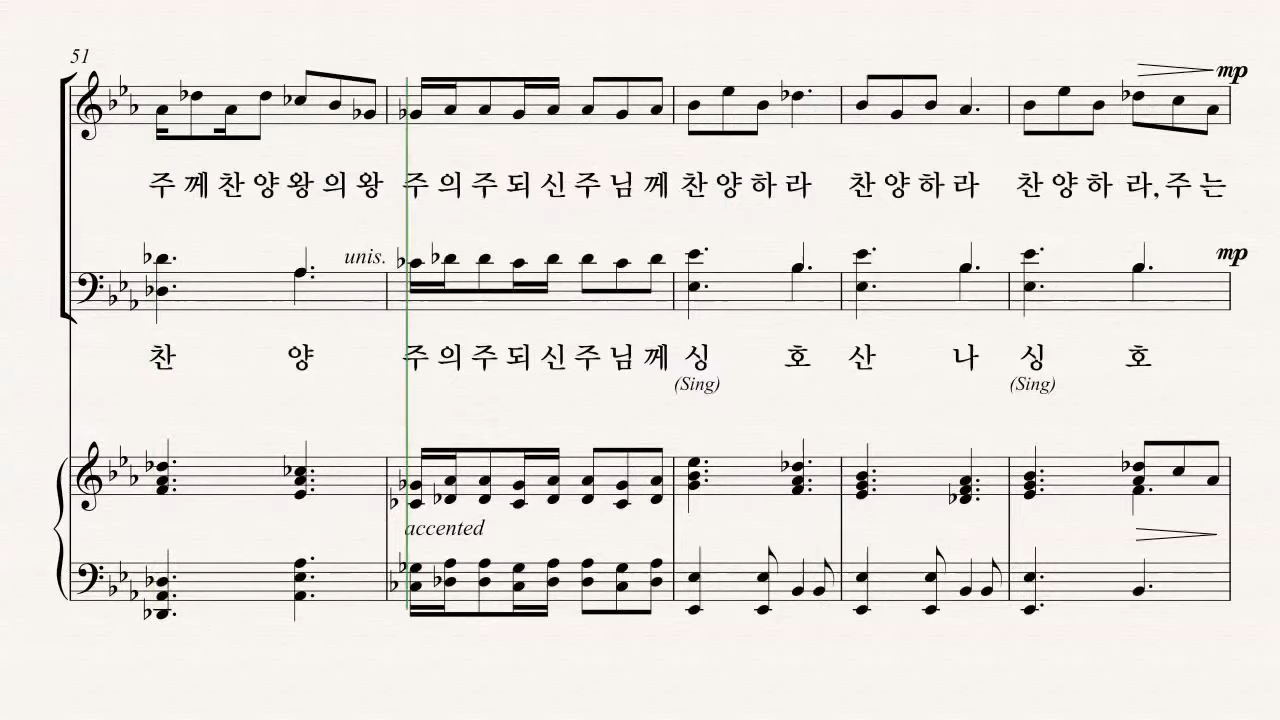 51
mp
주 께 찬 양 왕 의 왕 주 의 주 되 신 주 님 께 찬 양 하 라 찬 양 하 라 찬 양 하 라, 주 는
unis.
mp
찬 양 주 의 주 되 신 주 님 께 싱 호 산 나 싱 호
(Sing) (Sing)
accented